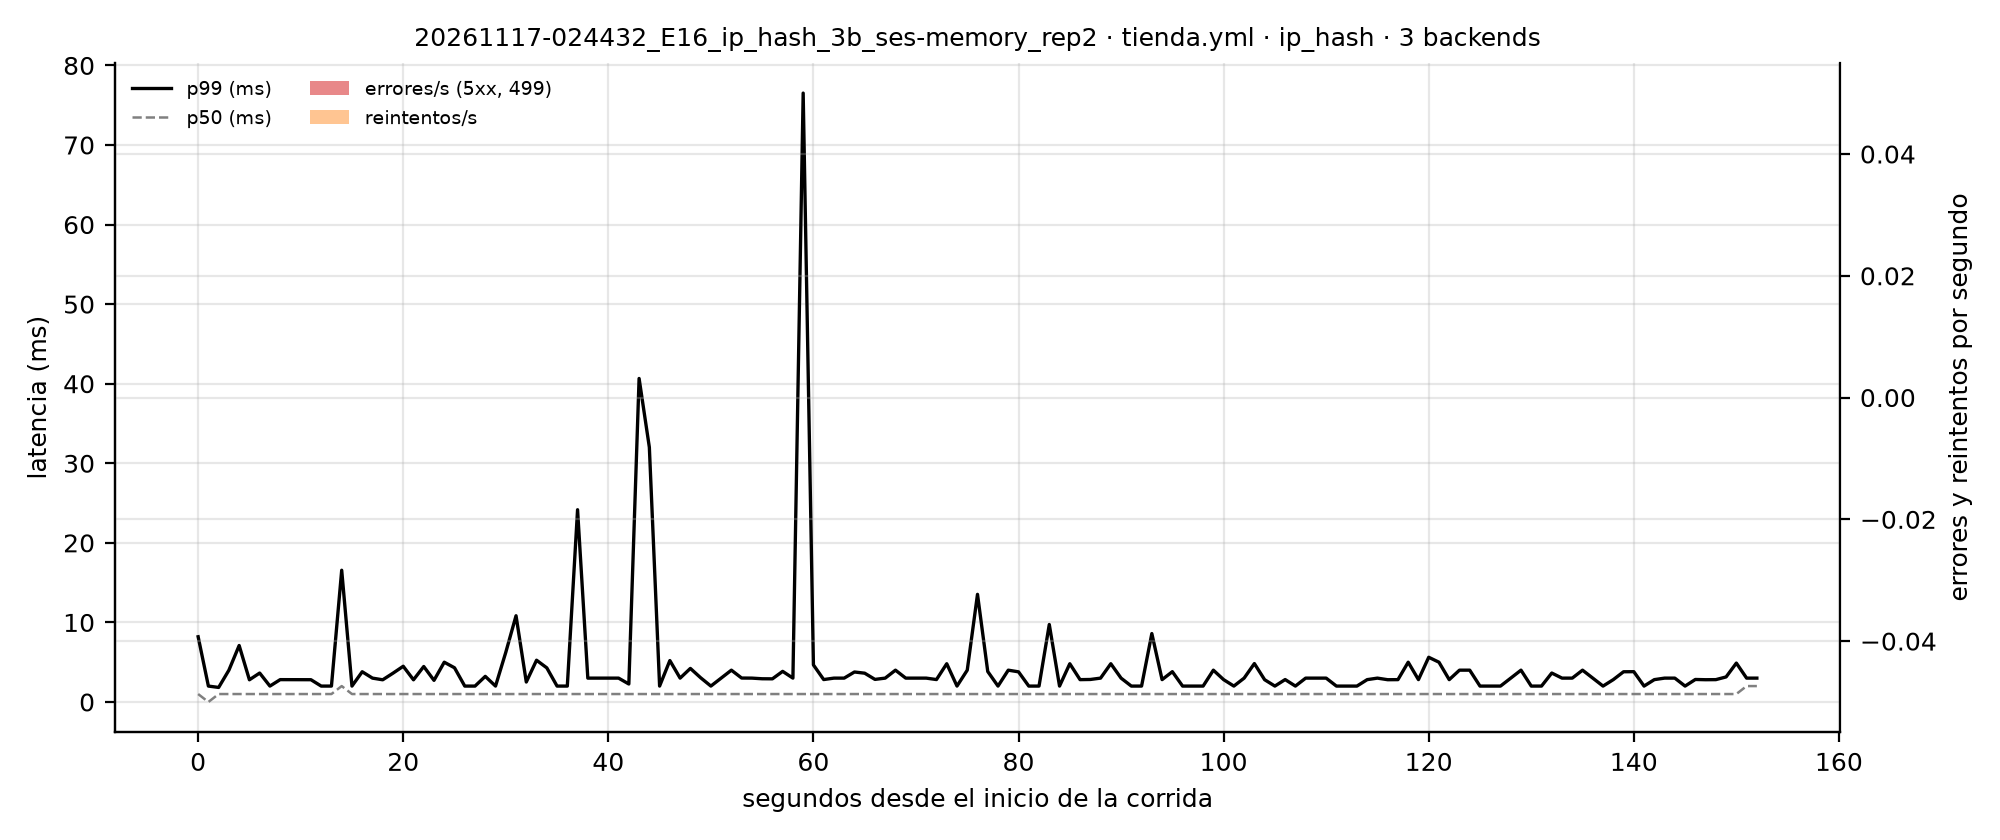 20261117-024432_E16_ip_hash_3b_ses-memory_rep2 · tienda.yml · ip_hash · 3 backends
p99 (ms)
p50 (ms)
errores/s (5xx, 499)
reintentos/s
latencia (ms)
80
70
60
50
40
30
20
10
0
0.04
0.02
0.00
−0.02
−0.04
errores y reintentos por segundo
0 20 40 60 80 100 120 140 160
segundos desde el inicio de la corrida